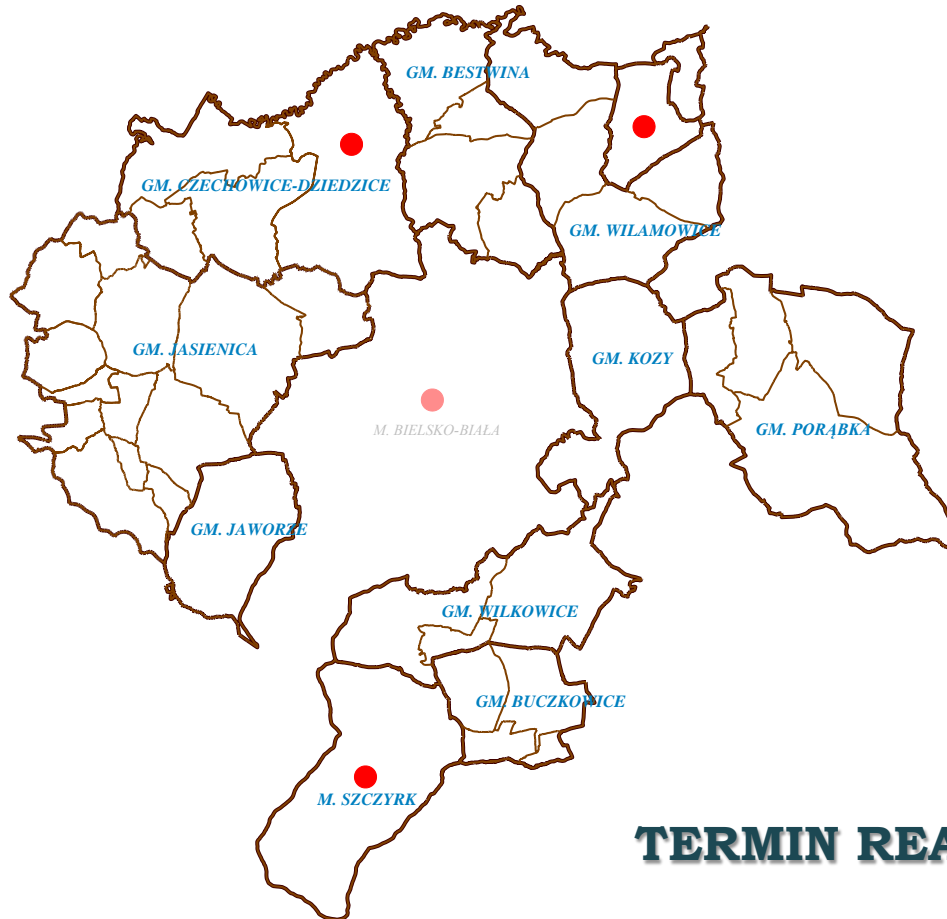 GM. BESTWINA
GM. CZECHOWICE-DZIEDZICE
GM. WILAMOWICE
GM. JASIENICA
GM. KOZY
M. BIELSKO-BIAŁA
GM. PORĄBKA
GM. JAWORZE
GM. WILKOWICE
GM. BUCZKOWICE
M. SZCZYRK
TERMIN REA